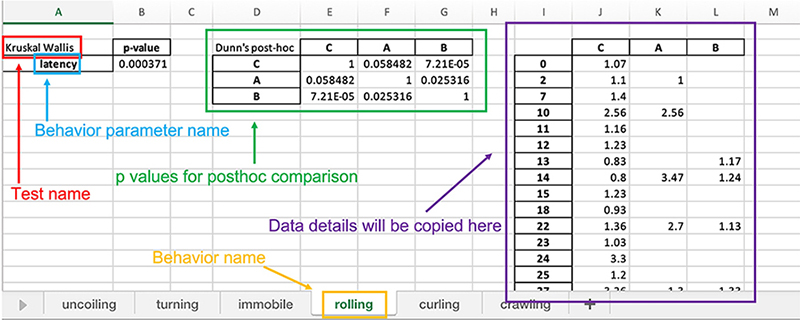 A B C D E F G H I J K L M
Kruskal Wallis p-value Dunn's post-hoc C A B C A B
latency 0.000371 C 1 0.058482 7.21E-05 0 1.07
A 0.058482 1 0.025316 2 1.1 1
B 7.21E-05 0.025316 1 7 1.4
10 2.56 2.56
11 1.16
Behavior parameter name 12 1.23
13 0.83 1.17
p values for posthoc comparison 14 0.8 3.47 1.24
Test name 15 1.23
18 0.93
Data details will be copied here 22 1.36 2.7 1.13
23 1.03
Behavior name 24 3.3
25 1.2
uncoiling turning immobile rolling curling crawling +